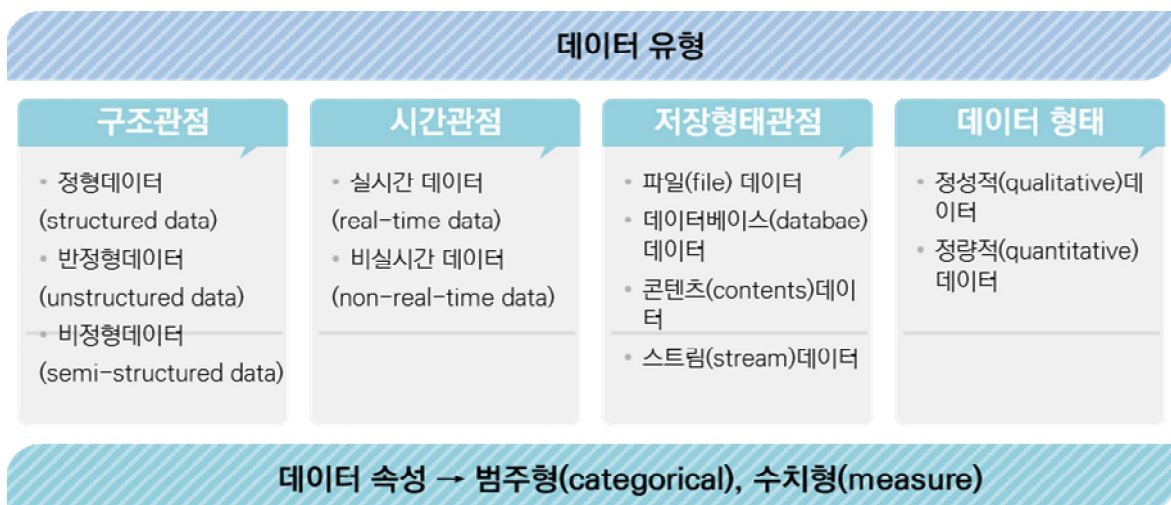 데이터 유형
구조관점
• 정형데이터
(structured data)
• 반정형데이터
(unstructured data)
• 비정형데이터
(semi-structured data)
시간관점
• 실시간 데이터
(real-time data)
• 비실시간 데이터
(non-real-time data)
저장형태관점
• 파일(file) 데이터
• 데이터베이스(databae)
데이터
• 콘텐츠(contents)데이
터
• 스트림(stream)데이터
데이터 형태
• 정성적(qualitative)데
이터
• 정량적(quantitative)
데이터
데이터 속성 → 범주형(categorical), 수치형(measure)